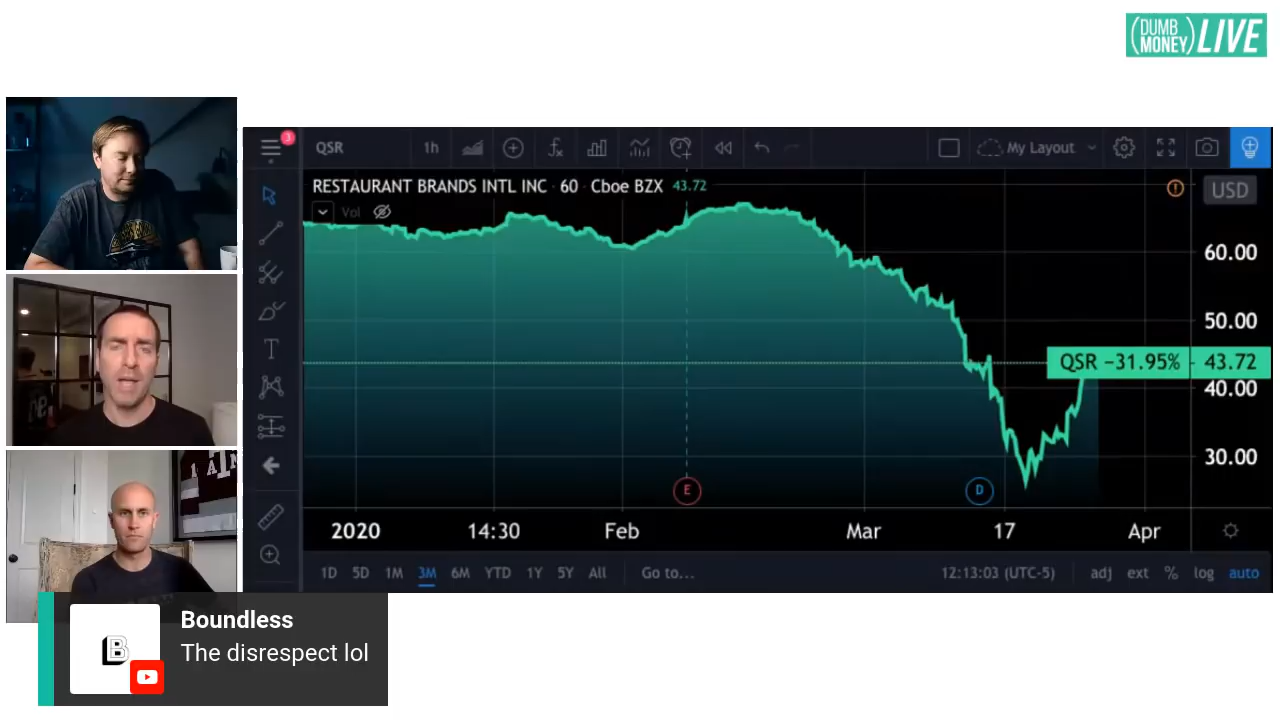 (DUMB MONEY) LIVE
3
QSR
1h
My Layout
RESTAURANT BRANDS INTL INC · 60 · Cboe BZX 43.72
USD
Vol
60.00
50.00
QSR −31.95% 43.72
40.00
30.00
E
D
2020 14:30 Feb Mar 17 Apr
1D 5D 1M 3M 6M YTD 1Y 5Y All Go to... 12:13:03 (UTC-5) adj ext % log auto
Boundless
The disrespect lol
B